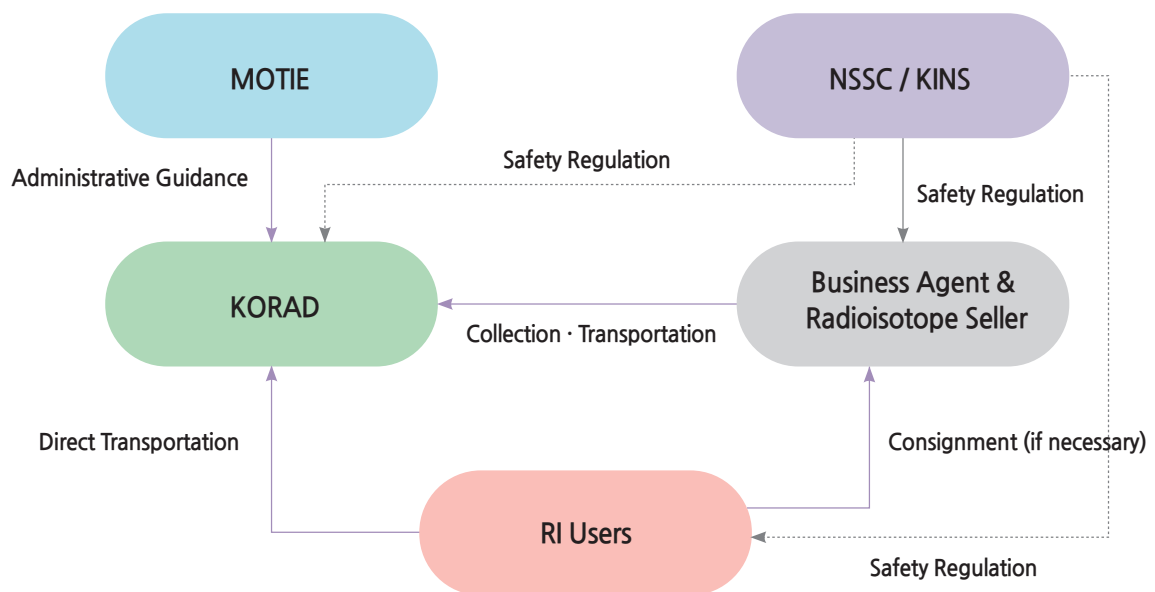 MOTIE
NSSC / KINS
Safety Regulation
Administrative Guidance
Safety Regulation
KORAD
Business Agent &
Radioisotope Seller
Collection · Transportation
Direct Transportation
Consignment (if necessary)
RI Users
Safety Regulation